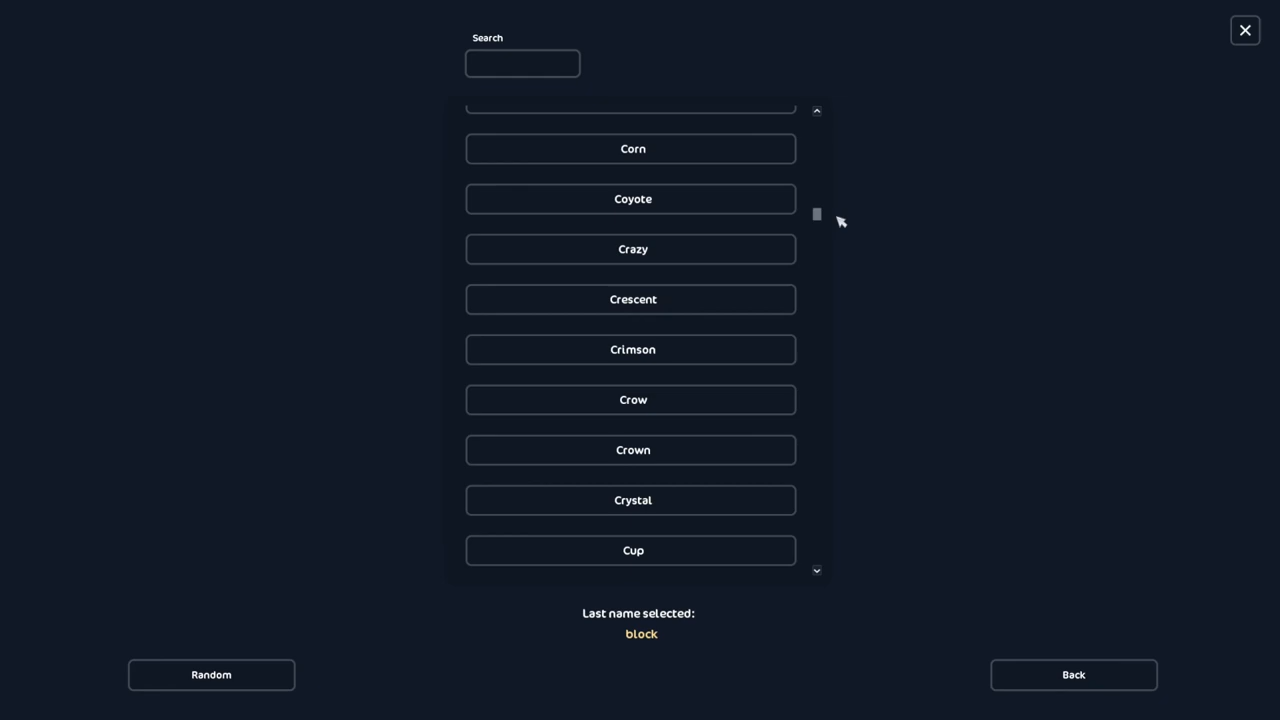 Search
Corn
Coyote
Crazy
Crescent
Crimson
Crow
Crown
Crystal
Cup
Last name selected:
block
Random
Back